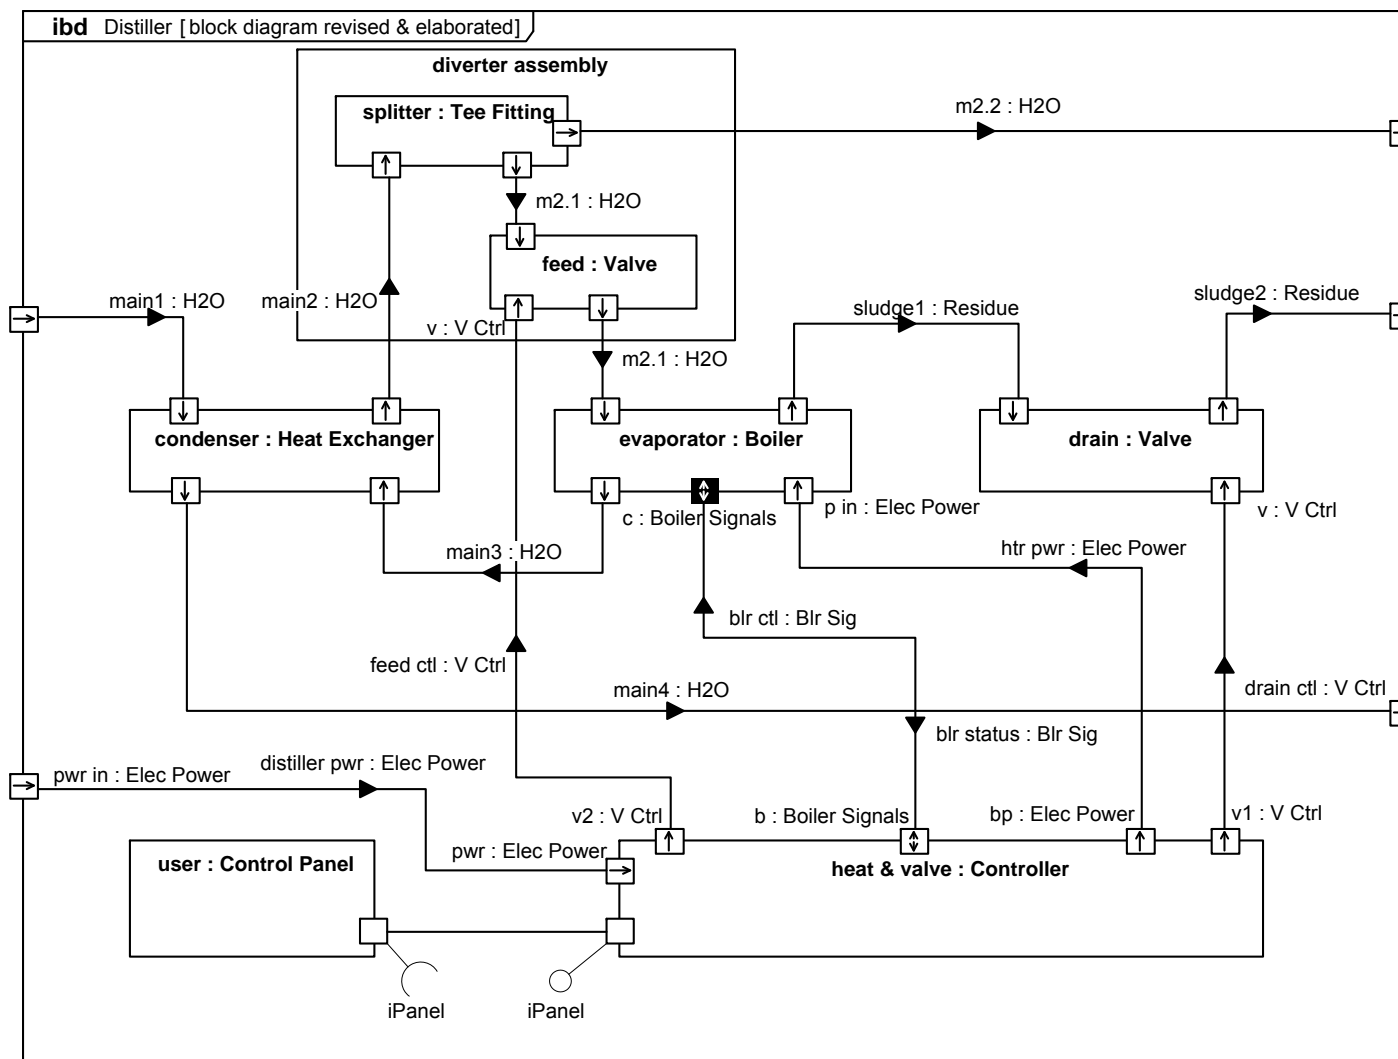 ibd Distiller [ block diagram revised & elaborated]
diverter assembly
splitter : Tee Fitting
m2.2 : H2O
m2.1 : H2O
feed : Valve
main1 : H2O
main2 : H2O
v : V Ctrl
sludge1 : Residue
sludge2 : Residue
m2.1 : H2O
condenser : Heat Exchanger
evaporator : Boiler
drain : Valve
c : Boiler Signals
p in : Elec Power
v : V Ctrl
main3 : H2O
htr pwr : Elec Power
blr ctl : Blr Sig
feed ctl : V Ctrl
main4 : H2O
drain ctl : V Ctrl
blr status : Blr Sig
pwr in : Elec Power
distiller pwr : Elec Power
v2 : V Ctrl
b : Boiler Signals
bp : Elec Power
v1 : V Ctrl
user : Control Panel
pwr : Elec Power
heat & valve : Controller
iPanel
iPanel